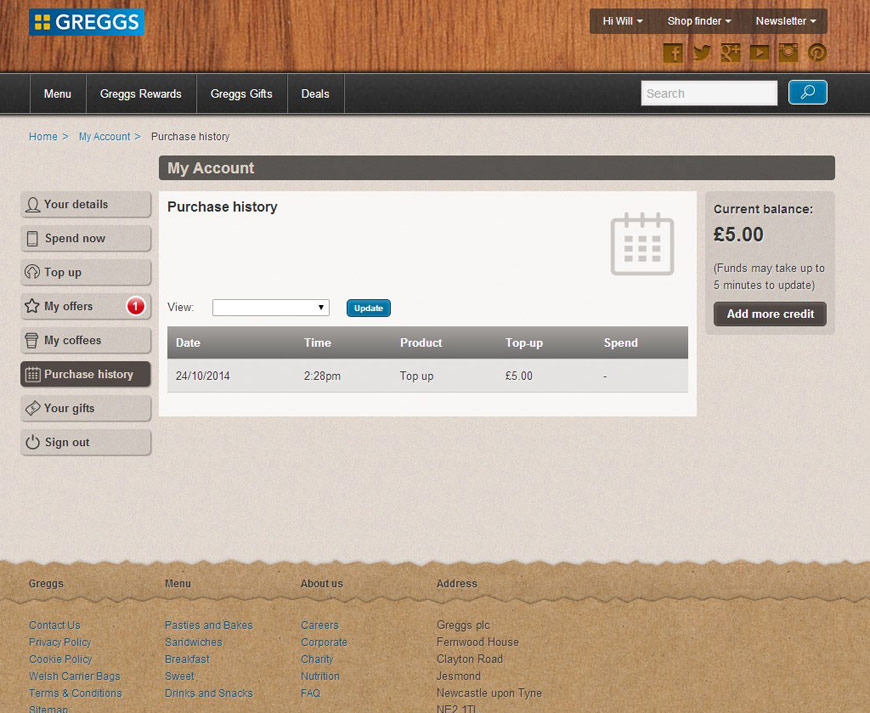 GREGGS
Hi Will
Shop finder
Newsletter
Menu
Greggs Rewards
Greggs Gifts
Deals
Search
Home > My Account > Purchase history
My Account
Your details
Spend now
Top up
My offers 1
My coffees
Purchase history
Your gifts
Sign out
Purchase history
View:
Update
Date Time Product Top-up Spend
24/10/2014 2:28pm Top up £5.00 -
Current balance:
£5.00
(Funds may take up to
5 minutes to update)
Add more credit
Greggs
Contact Us
Privacy Policy
Cookie Policy
Welsh Carrier Bags
Terms & Conditions
Sitemap
Menu
Pasties and Bakes
Sandwiches
Breakfast
Sweet
Drinks and Snacks
About us
Careers
Corporate
Charity
Nutrition
FAQ
Address
Greggs plc
Fernwood House
Clayton Road
Jesmond
Newcastle upon Tyne
NE2 1TL